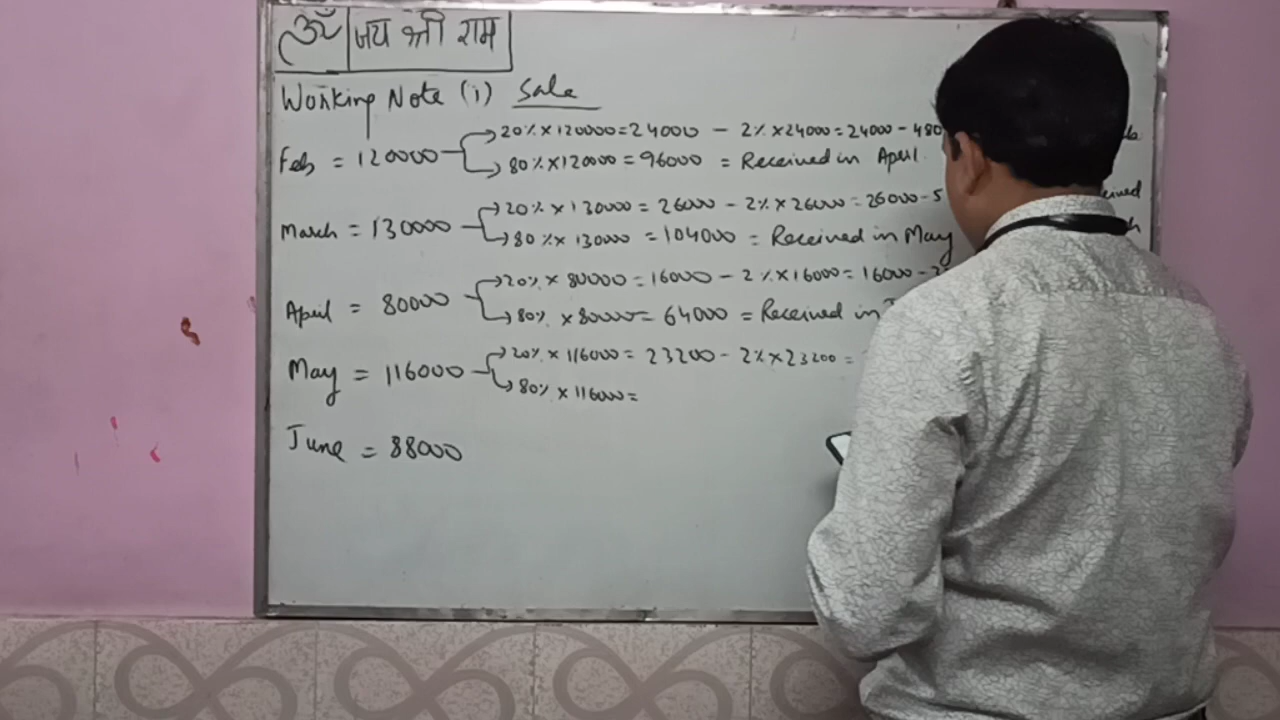 ॐ जय श्री राम
Working Note (i) Sale
Feb = 120000
20% × 120000 = 24000 - 2% × 24000 = 24000 - 480
80% × 120000 = 96000 = Received in April
March = 130000
20% × 130000 = 26000 - 2% × 26000 = 26000 - 5
80% × 130000 = 104000 = Received in May
April = 80000
20% × 80000 = 16000 - 2% × 16000 = 16000 -
80% × 80000 = 64000 = Received in
May = 116000
20% × 116000 = 23200 - 2% × 23200 =
80% × 116000 =
June = 88000